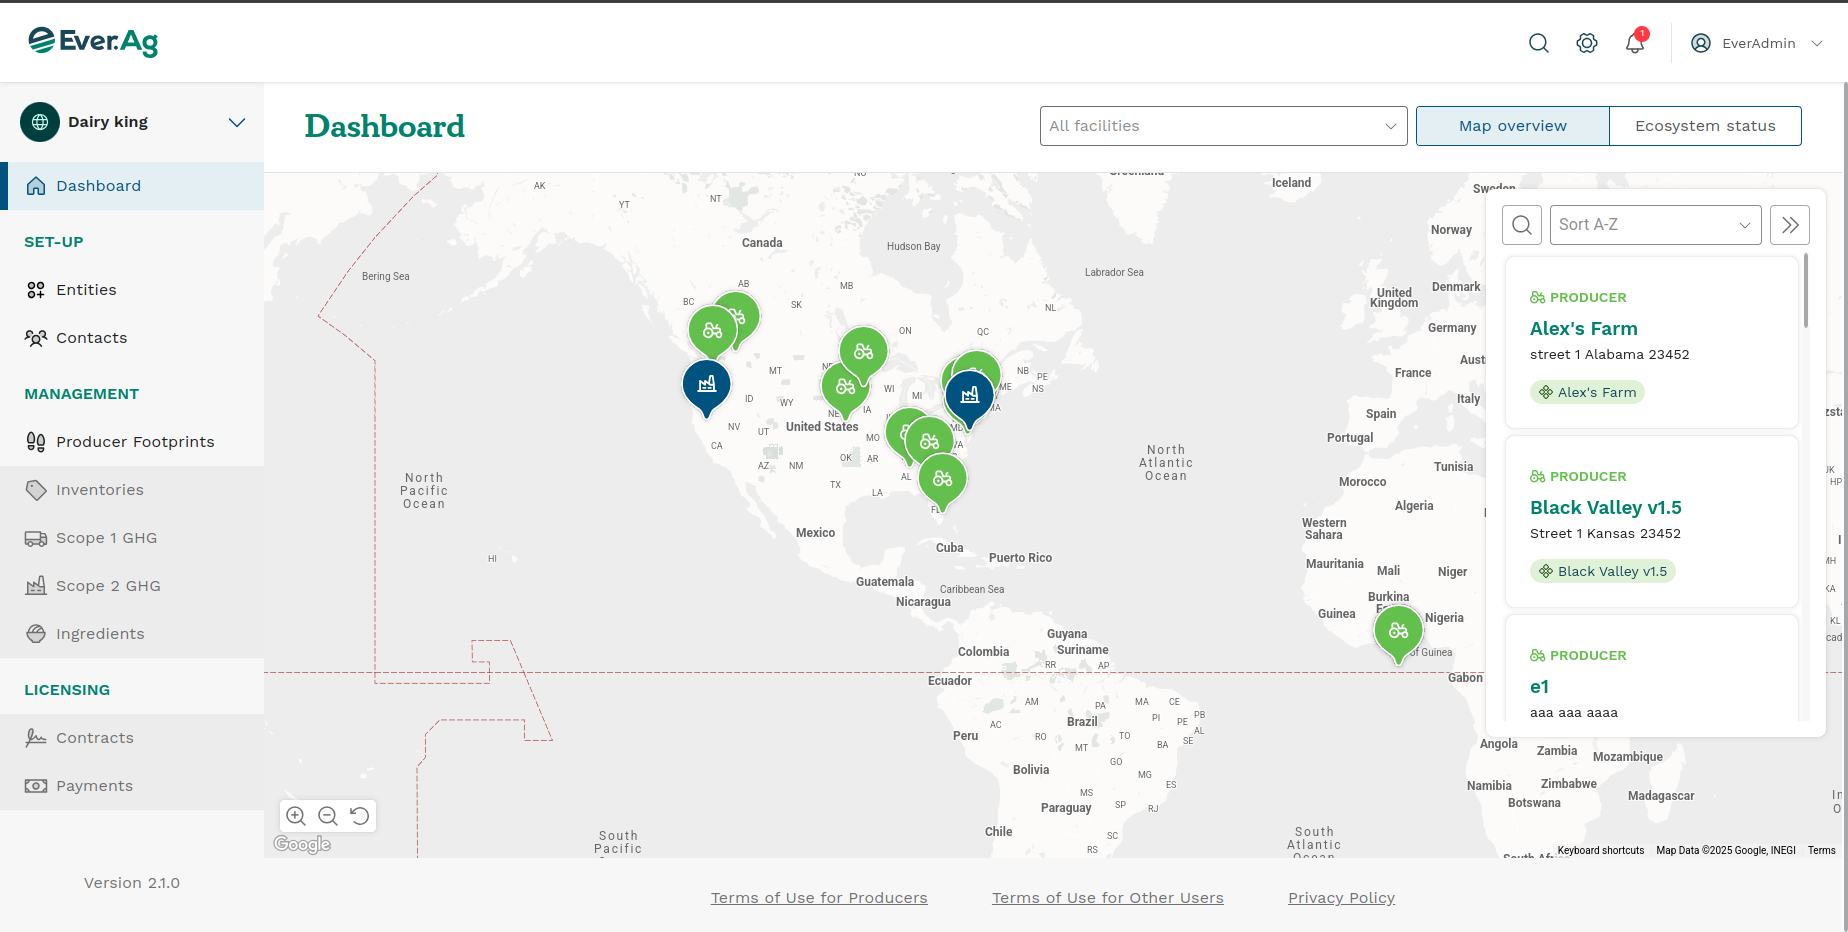 Ever.Ag
1
EverAdmin
Dairy king
Dashboard
SET-UP
Entities
Contacts
MANAGEMENT
Producer Footprints
Inventories
Scope 1 GHG
Scope 2 GHG
Ingredients
LICENSING
Contracts
Payments
Version 2.1.0
Dashboard
All facilities
Map overview
Ecosystem status
Greenland
Iceland
Sweden
AK
YT
NT
NU
Canada
Hudson Bay
Norway
Bering Sea
Labrador Sea
AB
MB
BC
SK
NL
United
Kingdom
Denmark
ON
QC
Germany
MT
NB
PE
NS
ME
France
Aust
ID
WY
WI
MI
NE
IA
Italy
NV
UT
United States
MO
MD
VA
Spain
CA
Portugal
AZ
NM
OK
AR
AL
TX
LA
FL
North
Pacific
Ocean
North
Atlantic
Ocean
Tunisia
Morocco
Algeria
Western
Sahara
Mexico
Cuba
Puerto Rico
HI
Mauritania
Mali
Niger
Guatemala
Caribbean Sea
Nicaragua
Burkina
Guinea
Nigeria
of Guinea
Guyana
Colombia
Suriname
RR
AP
Ecuador
Gabon
AM
PA
MA
CE
AC
Brazil
PI
PE
PB
AL
Peru
RO
TO
MT
BA
SE
Angola
Zambia
Mozambique
Bolivia
GO
MG
MS
ES
Namibia
Zimbabwe
Botswana
Madagascar
Paraguay
SP
RJ
Chile
SC
RS
South
Pacific
South
Atlantic
Ocean
Google
Keyboard shortcuts
Map Data ©2025 Google, INEGI
Terms
Sort A-Z
PRODUCER
Alex's Farm
street 1 Alabama 23452
Alex's Farm
PRODUCER
Black Valley v1.5
Street 1 Kansas 23452
Black Valley v1.5
PRODUCER
e1
aaa aaa aaaa
Terms of Use for Producers
Terms of Use for Other Users
Privacy Policy